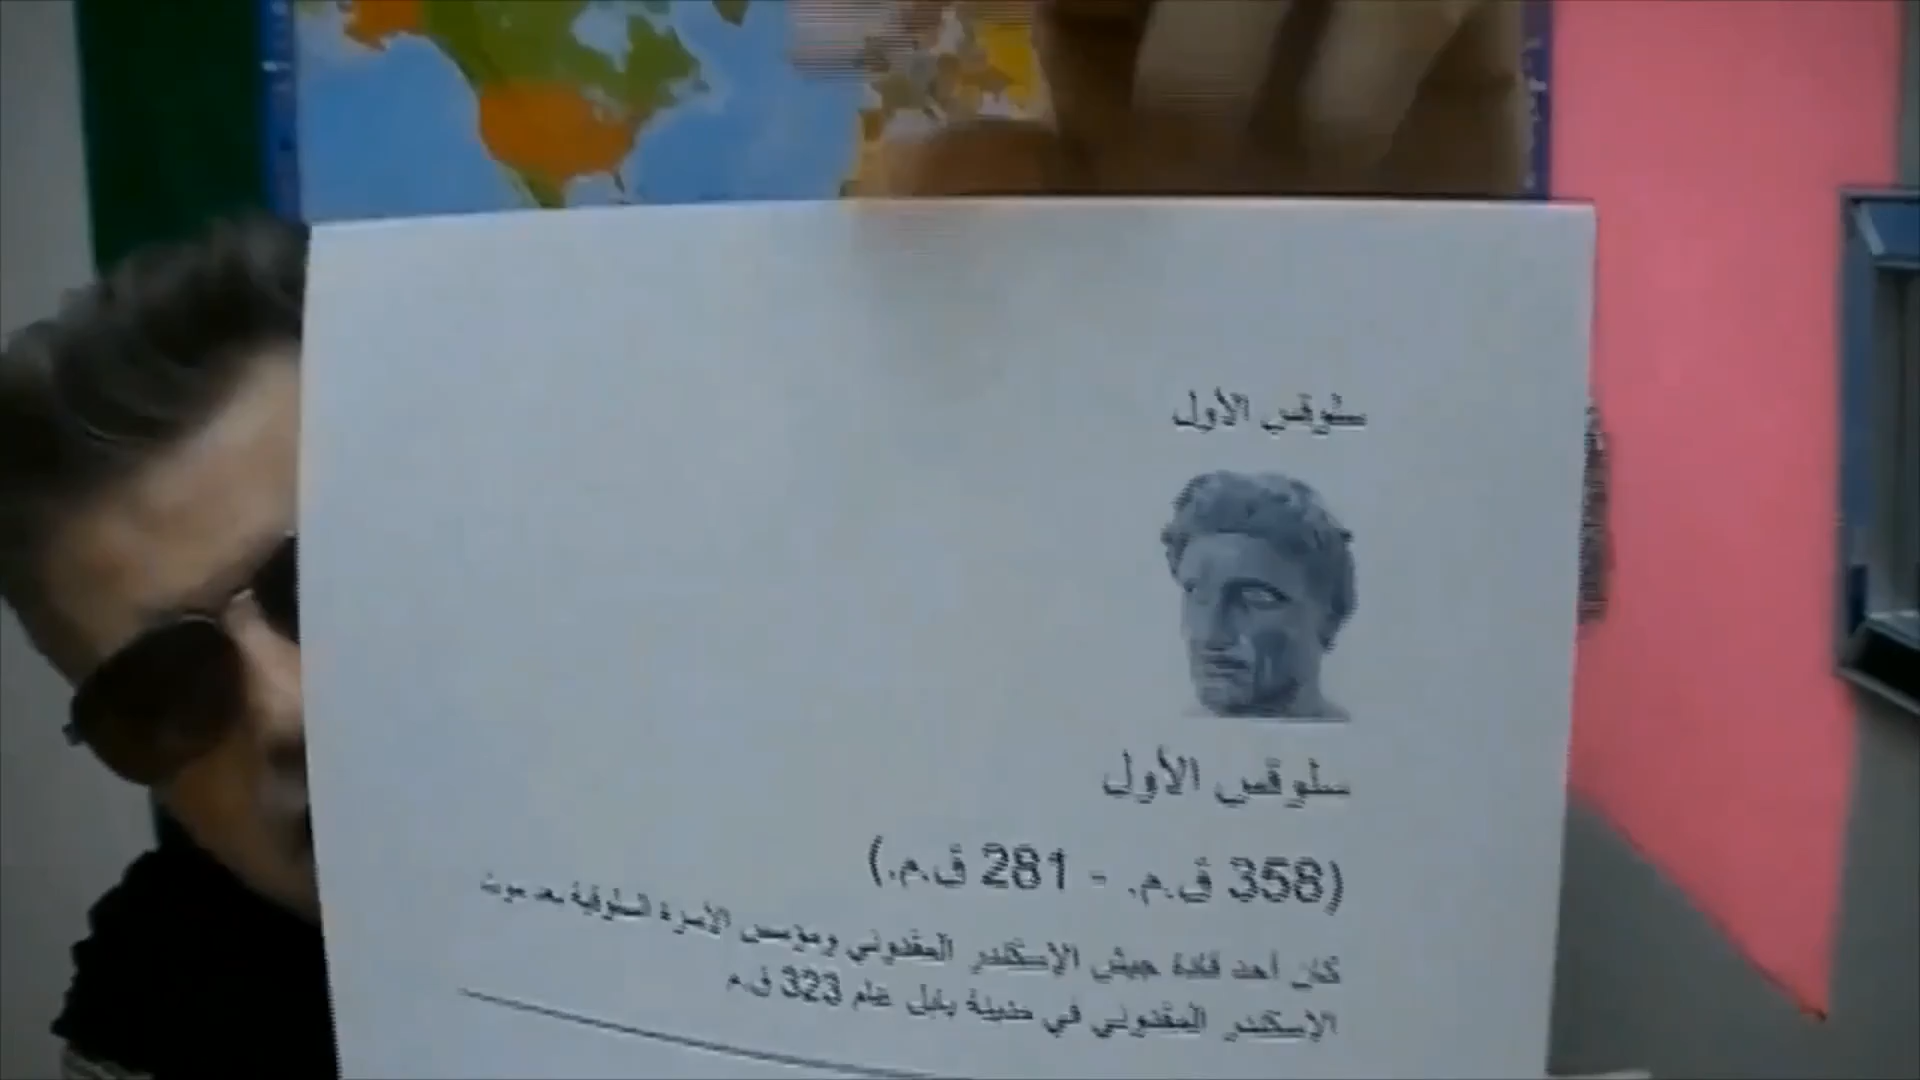 سلوقس الأول
سلوقس الأول
(358 ق.م. - 281 ق.م.)
كان أحد قادة جيش الإسكندر المقدوني ومؤسس الأسرة السلوقية بعد موت
الإسكندر المقدوني في مدينة بابل عام 323 ق.م